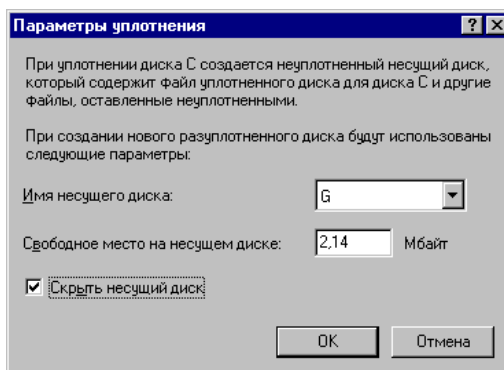 Параметры уплотнения
При уплотнении диска C создается неуплотненный несущий диск,
который содержит файл уплотненного диска для диска C и другие
файлы, оставленные неуплотненными.
При создании нового разуплотненного диска будут использованы
следующие параметры:
Имя несущего диска: G
Свободное место на несущем диске: 2,14 Мбайт
Скрыть несущий диск
OK Отмена